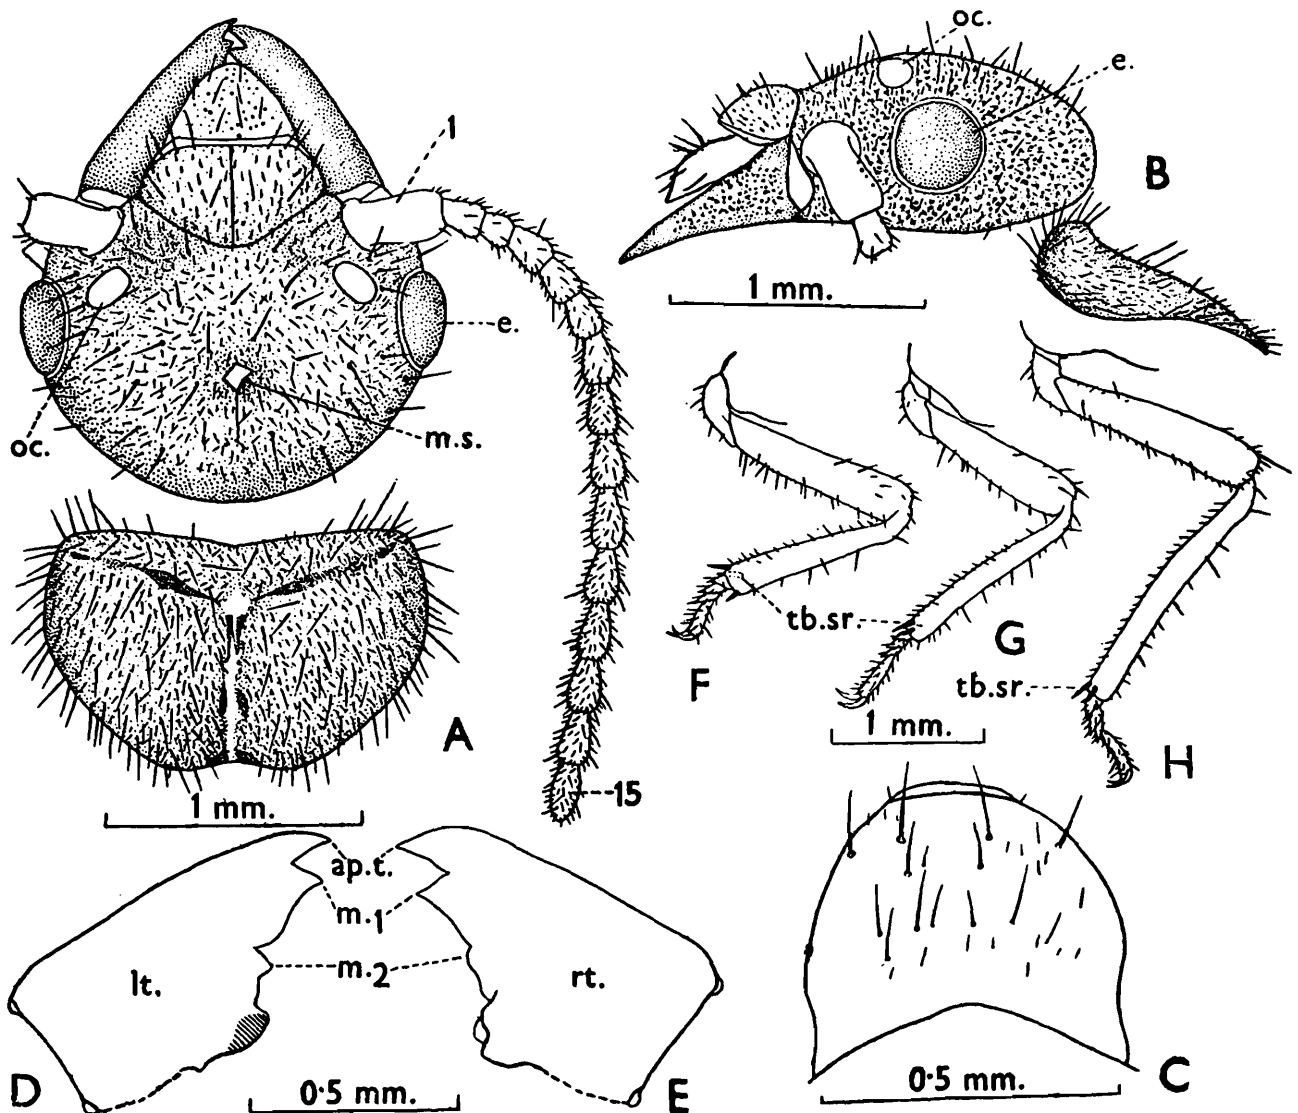 oc.
e.
1
B
1 mm.
e.
oc.
m.s.
A
tb.sr.
G
F
tb.sr.
1 mm.
H
15
1 mm.
ap.t.
m.1
m.2
lt.
rt.
D
0·5 mm.
E
0·5 mm.
C